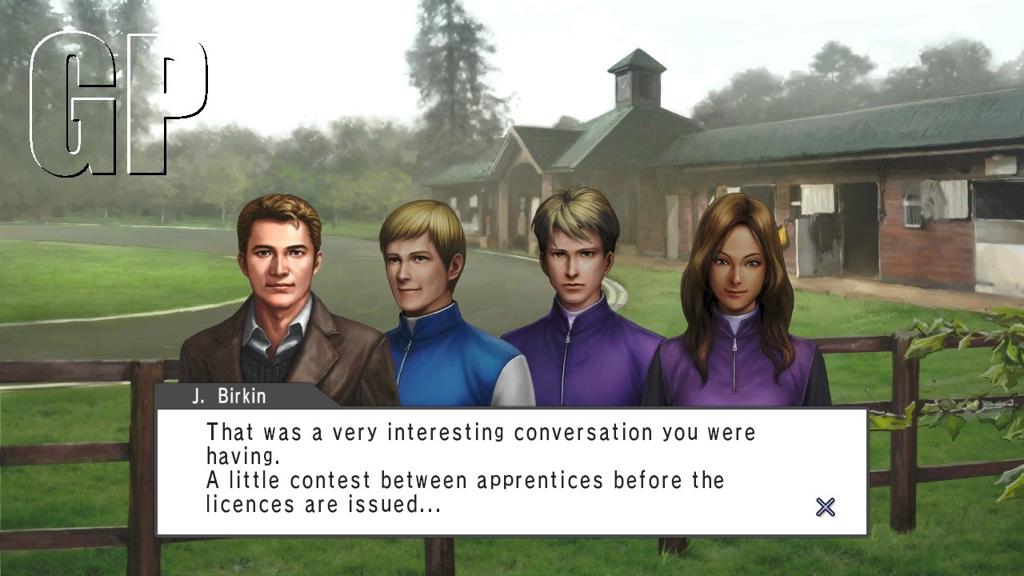 GP
J. Birkin
That was a very interesting conversation you were
having.
A little contest between apprentices before the
licences are issued...